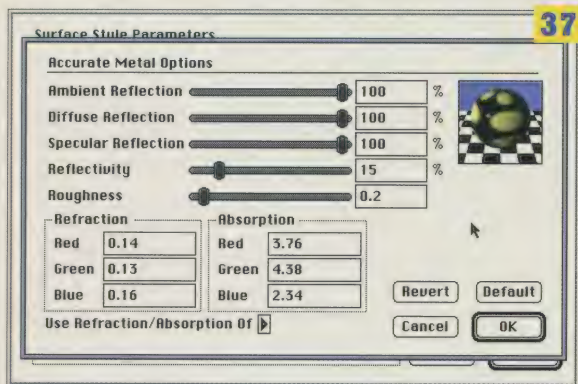 37
Surface Style Parameters
Accurate Metal Options
Ambient Reflection 100 %
Diffuse Reflection 100 %
Specular Reflection 100 %
Reflectivity 15 %
Roughness 0.2
Refraction
Red 0.14
Green 0.13
Blue 0.16
Absorption
Red 3.76
Green 4.38
Blue 2.34
Use Refraction/Absorption Of
Revert
Default
Cancel
OK